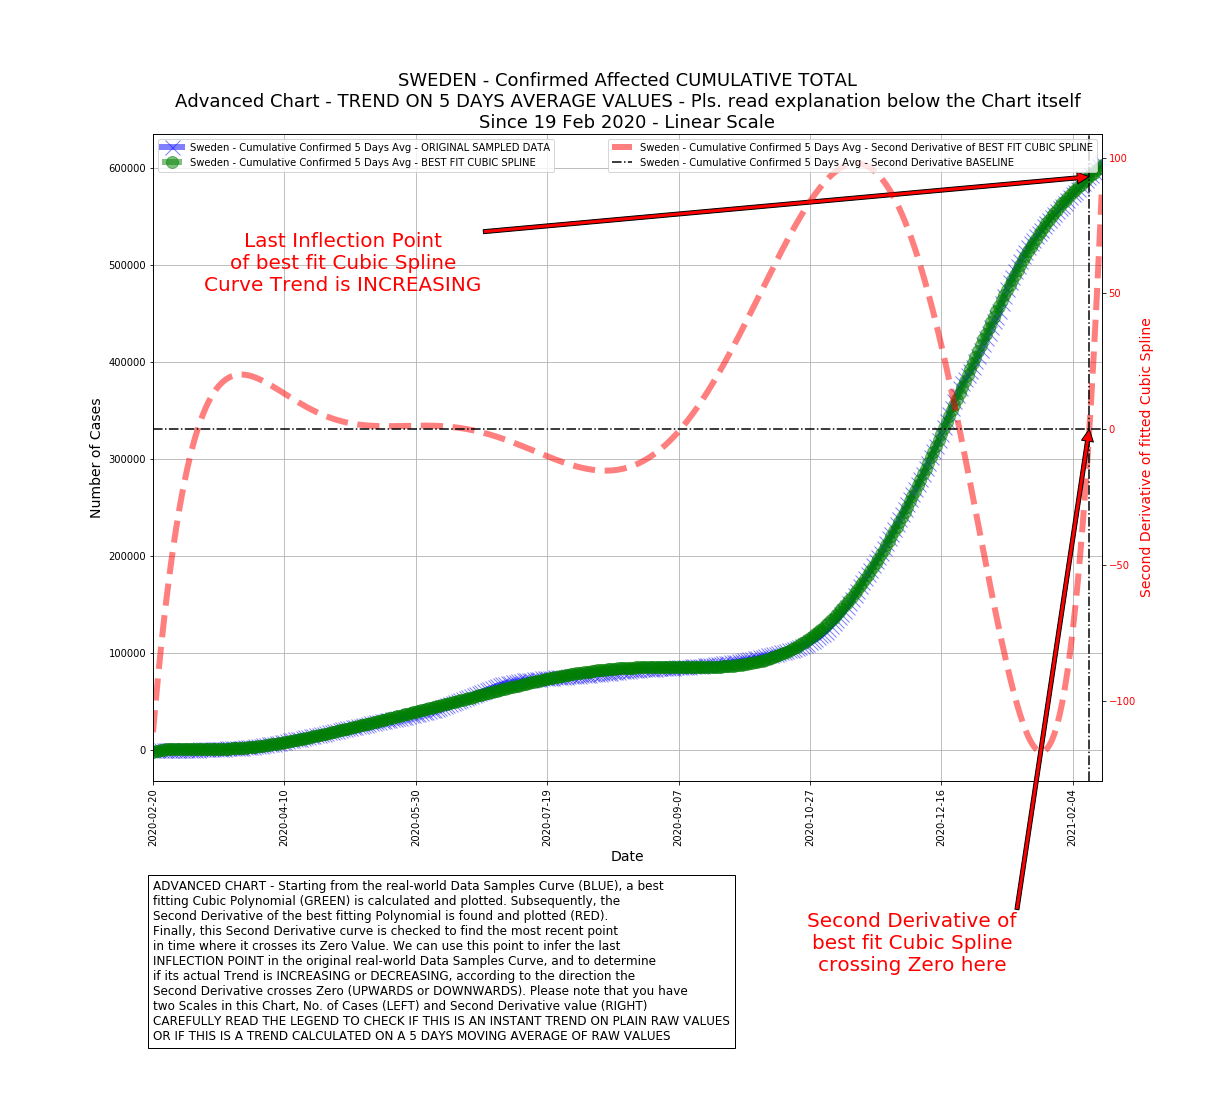 SWEDEN - Confirmed Affected CUMULATIVE TOTAL
Advanced Chart - TREND ON 5 DAYS AVERAGE VALUES - Pls. read explanation below the Chart itself
Since 19 Feb 2020 - Linear Scale
Sweden - Cumulative Confirmed 5 Days Avg - ORIGINAL SAMPLED DATA
Sweden - Cumulative Confirmed 5 Days Avg - BEST FIT CUBIC SPLINE
Sweden - Cumulative Confirmed 5 Days Avg - Second Derivative of BEST FIT CUBIC SPLINE
Sweden - Cumulative Confirmed 5 Days Avg - Second Derivative BASELINE
Last Inflection Point
of best fit Cubic Spline
Curve Trend is INCREASING
Number of Cases
600000
500000
400000
300000
200000
100000
0
100
50
0
−50
−100
Second Derivative of fitted Cubic Spline
2020-02-20
2020-04-10
2020-05-30
2020-07-19
2020-09-07
2020-10-27
2020-12-16
2021-02-04
Date
ADVANCED CHART - Starting from the real-world Data Samples Curve (BLUE), a best
fitting Cubic Polynomial (GREEN) is calculated and plotted. Subsequently, the
Second Derivative of the best fitting Polynomial is found and plotted (RED).
Finally, this Second Derivative curve is checked to find the most recent point
in time where it crosses its Zero Value. We can use this point to infer the last
INFLECTION POINT in the original real-world Data Samples Curve, and to determine
if its actual Trend is INCREASING or DECREASING, according to the direction the
Second Derivative crosses Zero (UPWARDS or DOWNWARDS). Please note that you have
two Scales in this Chart, No. of Cases (LEFT) and Second Derivative value (RIGHT)
CAREFULLY READ THE LEGEND TO CHECK IF THIS IS AN INSTANT TREND ON PLAIN RAW VALUES
OR IF THIS IS A TREND CALCULATED ON A 5 DAYS MOVING AVERAGE OF RAW VALUES
Second Derivative of
best fit Cubic Spline
crossing Zero here